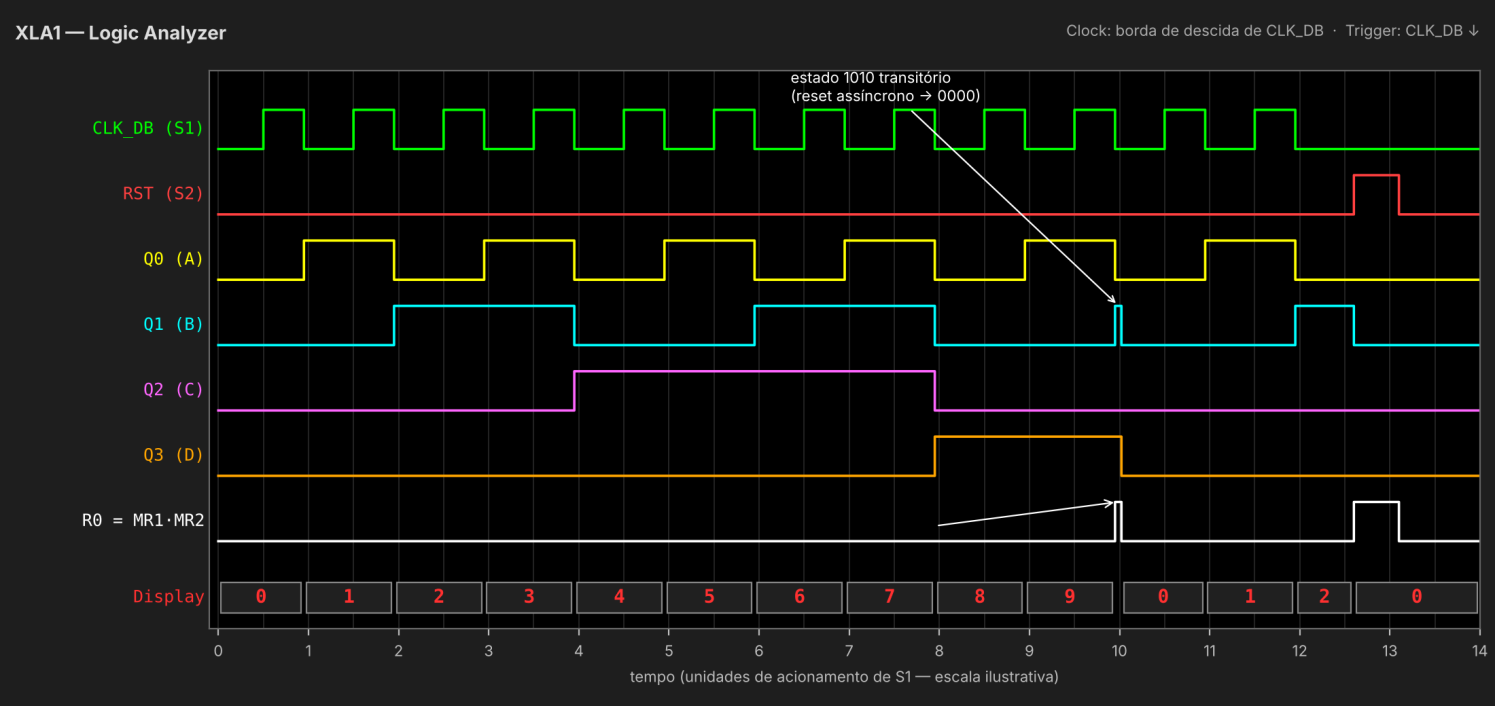 XLA1 — Logic Analyzer
Clock: borda de descida de CLK_DB · Trigger: CLK_DB ↓
estado 1010 transitório
(reset assíncrono → 0000)
CLK_DB (S1)
RST (S2)
Q0 (A)
Q1 (B)
Q2 (C)
Q3 (D)
R0 = MR1·MR2
Display 0 1 2 3 4 5 6 7 8 9 0 1 2 0
0 1 2 3 4 5 6 7 8 9 10 11 12 13 14
tempo (unidades de acionamento de S1 — escala ilustrativa)